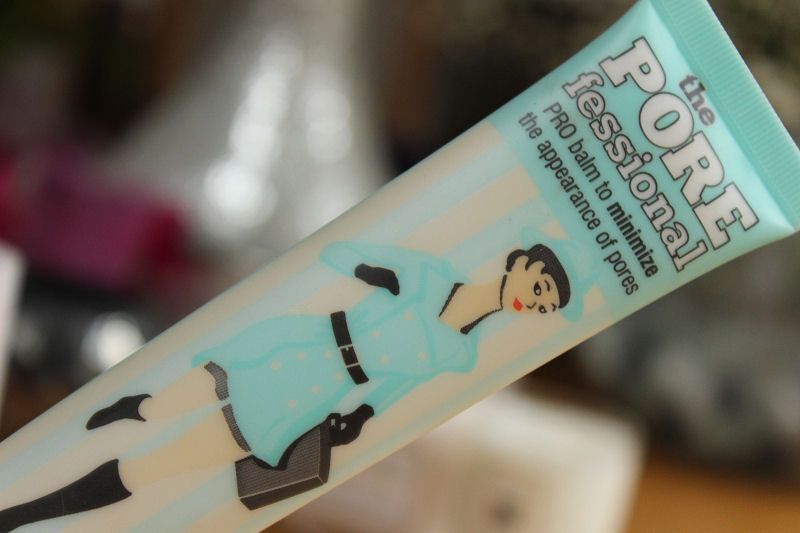 the
PORE
fessional
PRO balm to minimize
the appearance of pores